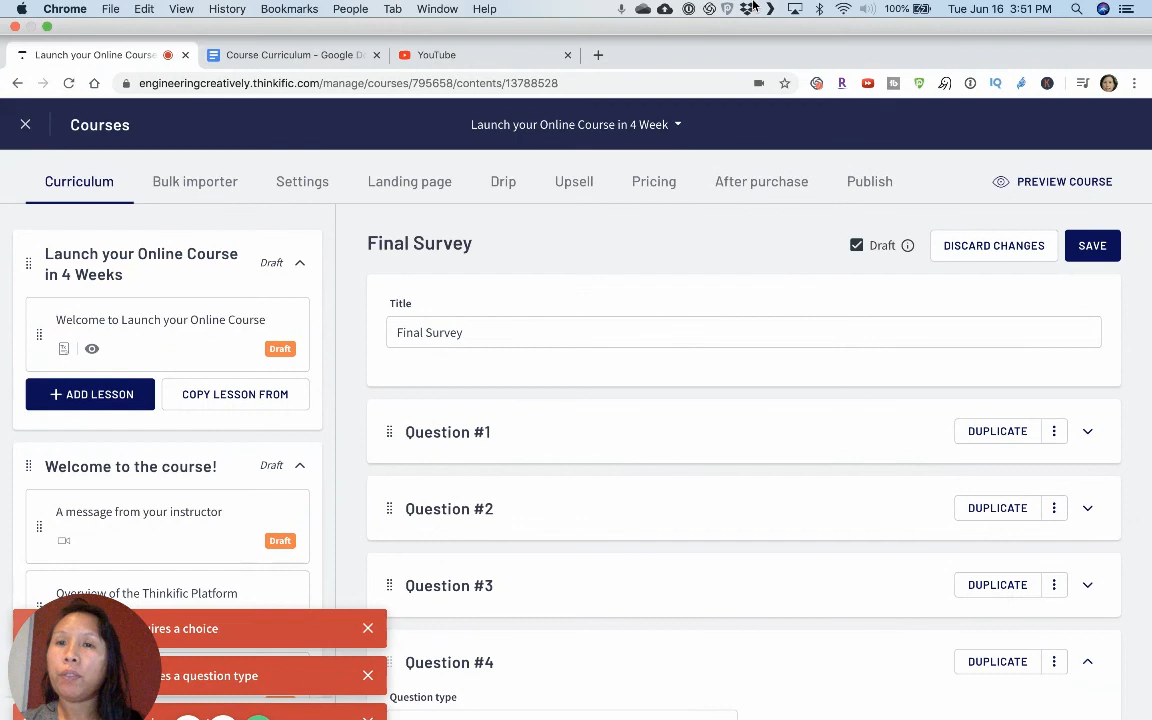 Chrome File Edit View History Bookmarks People Tab Window Help 100% Tue Jun 16 3:51 PM
Launch your Online Course Course Curriculum - Google Do YouTube
engineeringcreatively.thinkific.com/manage/courses/795658/contents/13788528
Courses Launch your Online Course in 4 Week
Curriculum Bulk importer Settings Landing page Drip Upsell Pricing After purchase Publish PREVIEW COURSE
Launch your Online Course
in 4 Weeks
Draft
Welcome to Launch your Online Course
Draft
+ ADD LESSON COPY LESSON FROM
Welcome to the course! Draft
A message from your instructor
Draft
Overview of the Thinkific Platform
ires a choice
es a question type
Final Survey Draft DISCARD CHANGES SAVE
Title
Final Survey
Question #1 DUPLICATE
Question #2 DUPLICATE
Question #3 DUPLICATE
Question #4 DUPLICATE
Question type